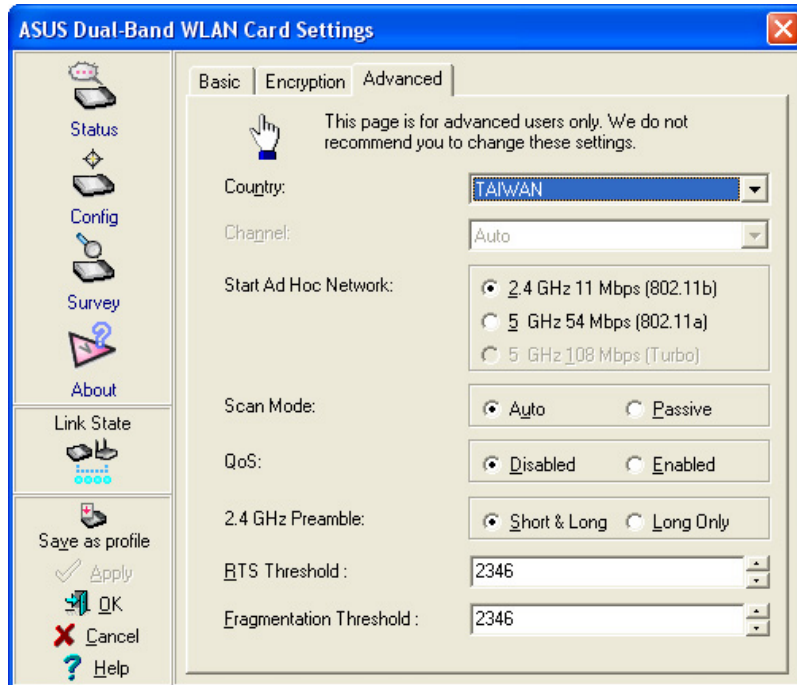 ASUS Dual-Band WLAN Card Settings
Status
Config
Survey
About
Link State
Save as profile
Apply
OK
Cancel
Help
Basic
Encryption
Advanced
This page is for advanced users only. We do not
recommend you to change these settings.
Country:
TAIWAN
Channel:
Auto
Start Ad Hoc Network:
2.4 GHz 11 Mbps (802.11b)
5 GHz 54 Mbps (802.11a)
5 GHz 108 Mbps (Turbo)
Scan Mode:
Auto
Passive
QoS:
Disabled
Enabled
2.4 GHz Preamble:
Short & Long
Long Only
RTS Threshold :
2346
Fragmentation Threshold :
2346